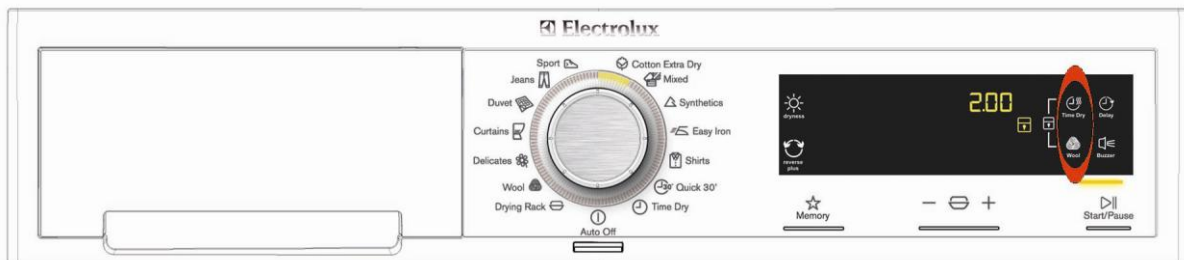 Electrolux
Sport
Cotton Extra Dry
Jeans
Mixed
Duvet
Synthetics
Curtains
Easy Iron
Delicates
Shirts
Wool
30' Quick 30'
Drying Rack
Time Dry
Auto Off
dryness
2.00
Time Dry
Delay
reverse
plus
Wool
Buzzer
Memory
− +
Start/Pause